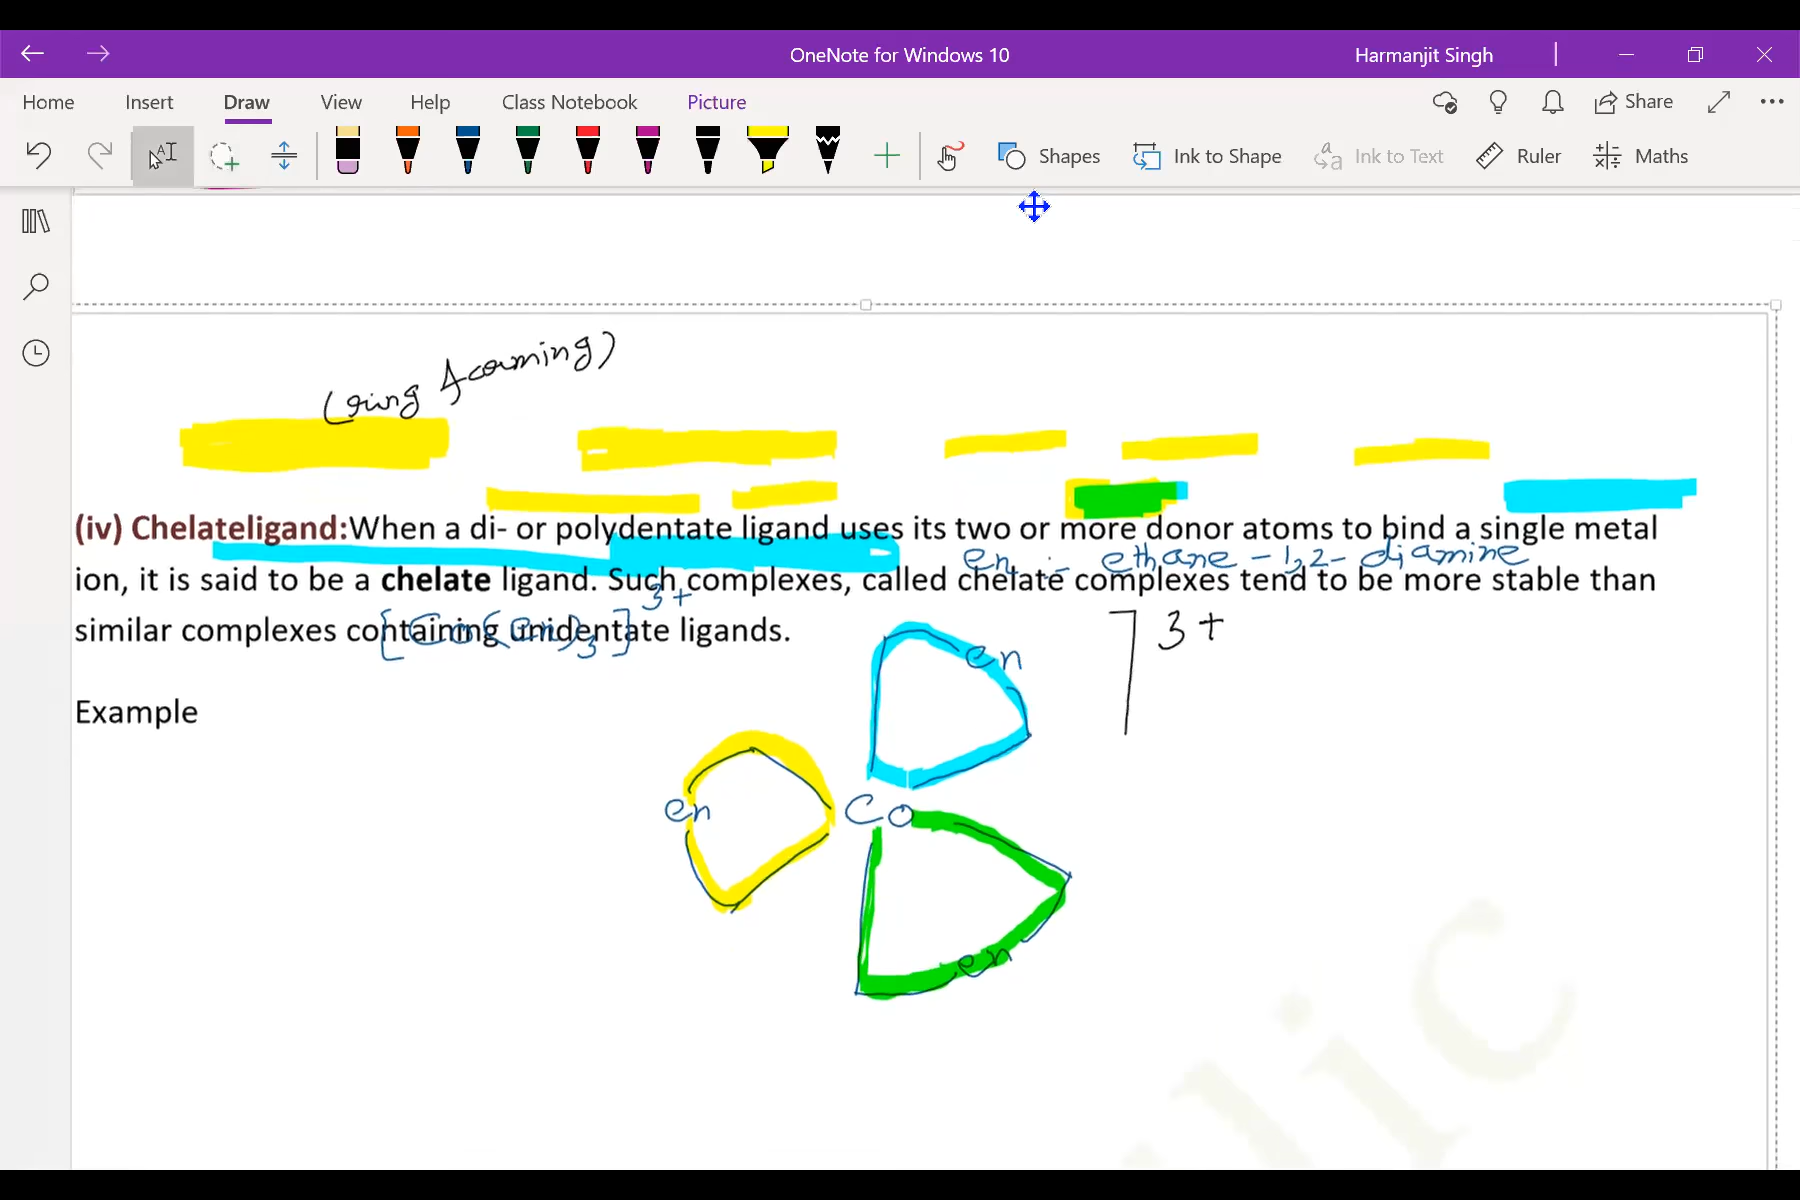 OneNote for Windows 10
Harmanjit Singh
Home Insert Draw View Help Class Notebook Picture
Share
Shapes Ink to Shape Ink to Text Ruler Maths
(ring forming)
(iv) Chelateligand:When a di- or polydentate ligand uses its two or more donor atoms to bind a single metal
en :- ethane-1,2-diamine
ion, it is said to be a chelate ligand. Such complexes, called chelate complexes tend to be more stable than
[Co(en)3]3+
similar complexes containing unidentate ligands.
]3+
en
Example
en
Co
en
lic